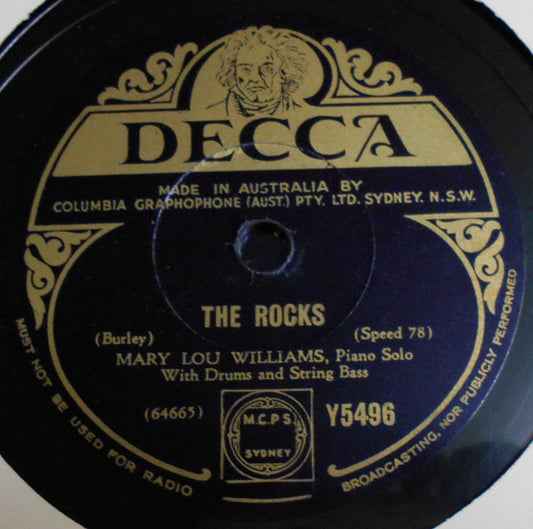 DECCA
MADE IN AUSTRALIA BY
COLUMBIA GRAPHOPHONE (AUST.) PTY. LTD. SYDNEY. N.S.W.
THE ROCKS
(Burley) (Speed 78)
MARY LOU WILLIAMS, Piano Solo
With Drums and String Bass
(64665) M.C.P.S. SYDNEY Y5496
MUST NOT BE USED FOR RADIO BROADCASTING, NOR PUBLICLY PERFORMED